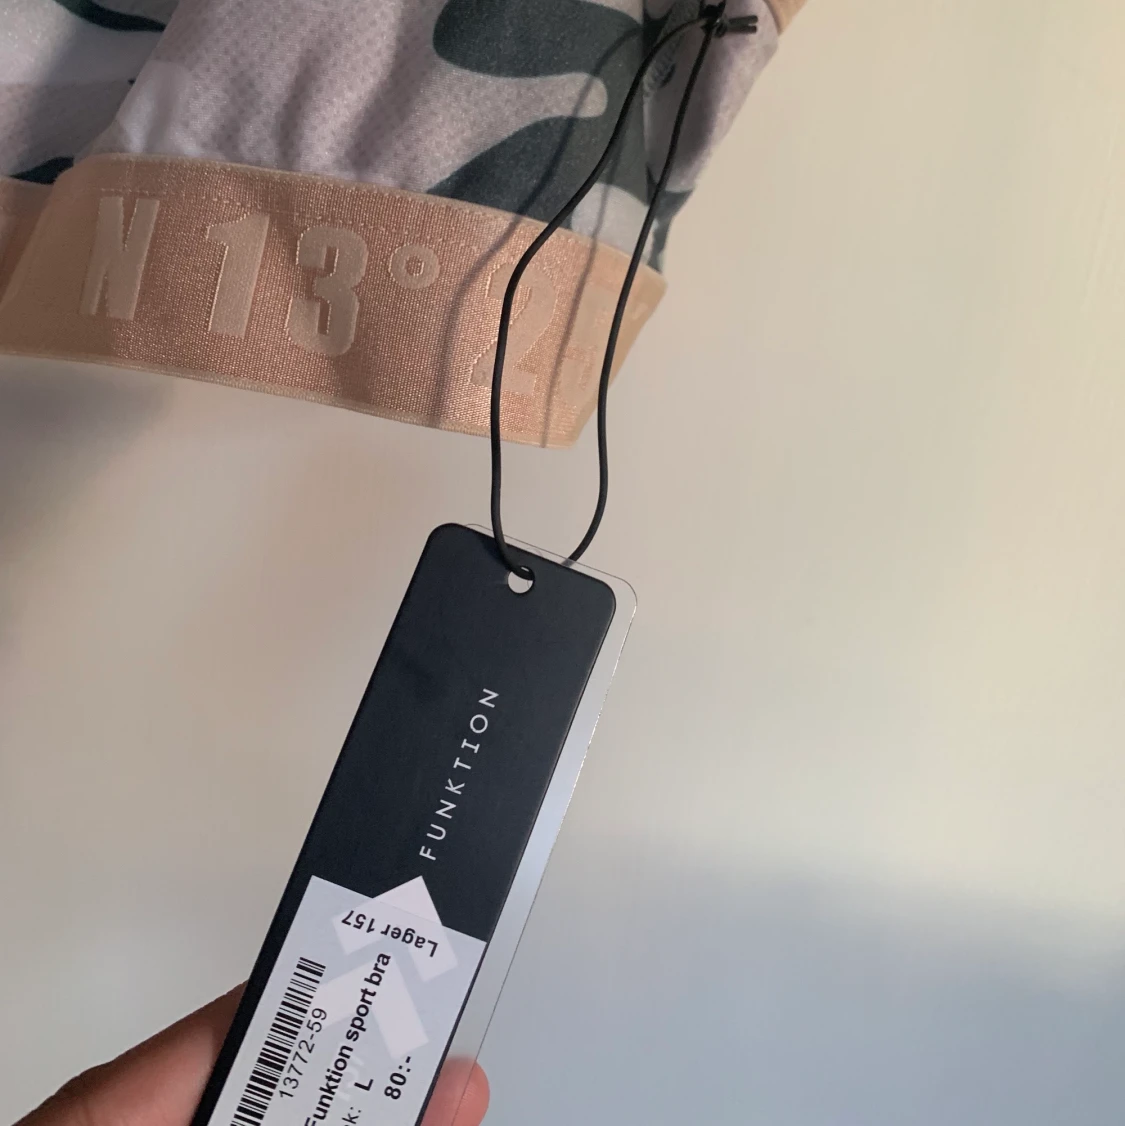 N 13° 2
FUNKTION
Lager 157
13772-59
Funktion sport bra
k: L
80:-